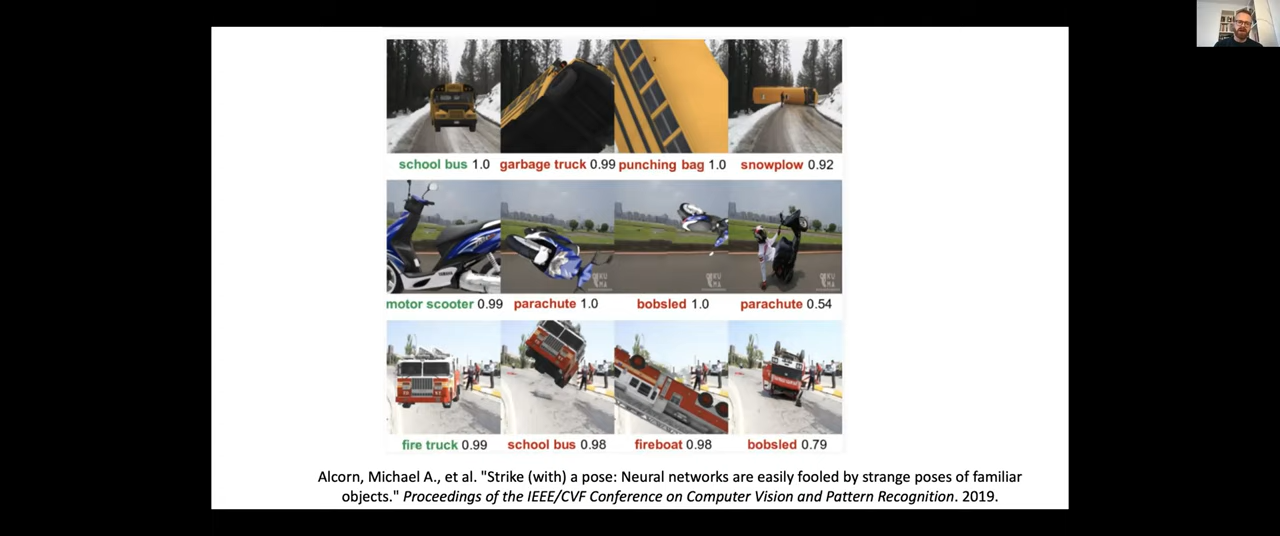 school bus 1.0 garbage truck 0.99 punching bag 1.0 snowplow 0.92
motor scooter 0.99 parachute 1.0 bobsled 1.0 parachute 0.54
fire truck 0.99 school bus 0.98 fireboat 0.98 bobsled 0.79
Alcorn, Michael A., et al. "Strike (with) a pose: Neural networks are easily fooled by strange poses of familiar
objects." Proceedings of the IEEE/CVF Conference on Computer Vision and Pattern Recognition. 2019.